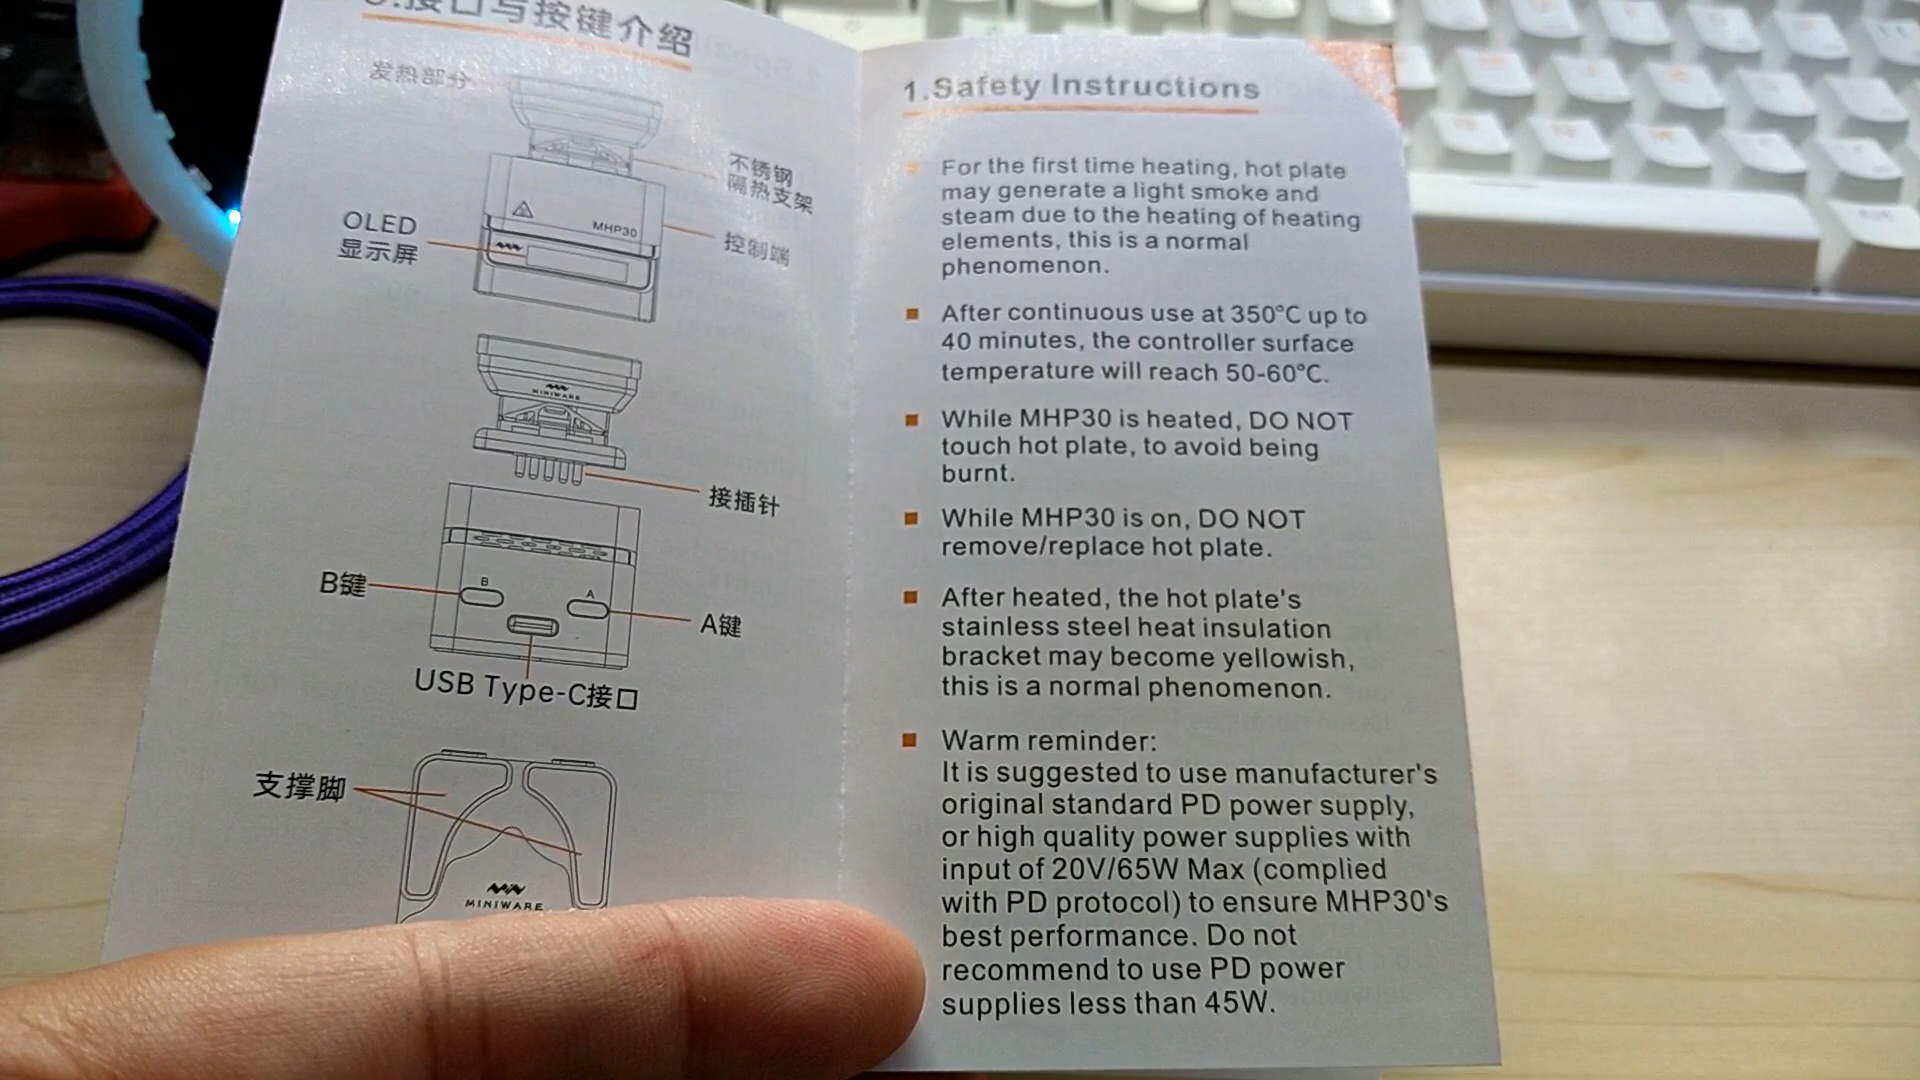 接口与按键介绍
发热部分
不锈钢
隔热支架
OLED
显示屏
MHP30
控制端
MINIWARE
接插针
B键
B
A
A键
USB Type-C接口
支撑脚
MINIWARE
1.Safety Instructions
For the first time heating, hot plate
may generate a light smoke and
steam due to the heating of heating
elements, this is a normal
phenomenon.
After continuous use at 350°C up to
40 minutes, the controller surface
temperature will reach 50-60°C.
While MHP30 is heated, DO NOT
touch hot plate, to avoid being
burnt.
While MHP30 is on, DO NOT
remove/replace hot plate.
After heated, the hot plate's
stainless steel heat insulation
bracket may become yellowish,
this is a normal phenomenon.
Warm reminder:
It is suggested to use manufacturer's
original standard PD power supply,
or high quality power supplies with
input of 20V/65W Max (complied
with PD protocol) to ensure MHP30's
best performance. Do not
recommend to use PD power
supplies less than 45W.